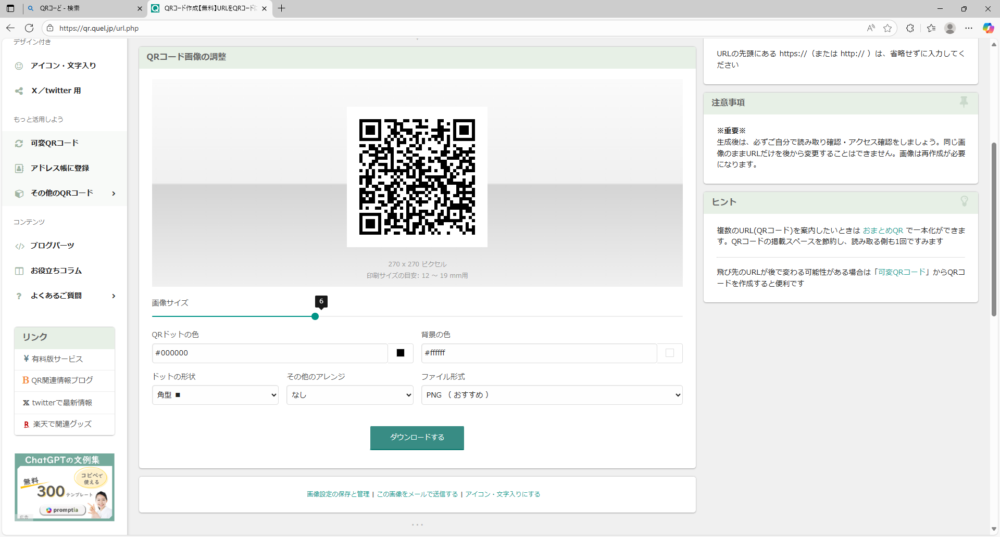 QRコーど - 検索
QRコード作成【無料】URLをQRコードに
https://qr.quel.jp/url.php
デザイン付き
アイコン・文字入り
X／twitter 用
もっと活用しよう
可変QRコード
アドレス帳に登録
その他のQRコード
コンテンツ
ブログパーツ
お役立ちコラム
よくあるご質問
リンク
有料版サービス
QR関連情報ブログ
twitterで最新情報
楽天で関連グッズ
ChatGPTの文例集
無料
300テンプレート
コピペで
使える
promptia
広告
QRコード画像の調整
270 x 270 ピクセル
印刷サイズの目安: 12 ～ 19 mm用
画像サイズ
6
QRドットの色
背景の色
#000000
#ffffff
ドットの形状
その他のアレンジ
ファイル形式
角型 ■
なし
PNG （ おすすめ ）
ダウンロードする
画像設定の保存と管理 | この画像をメールで送信する | アイコン・文字入りにする
URLの先頭にある https://（または http:// ）は、省略せずに入力してく
ださい
注意事項
※重要※
生成後は、必ずご自分で読み取り確認・アクセス確認をしましょう。同じ画
像のままURLだけを後から変更することはできません。画像は再作成が必要
になります。
ヒント
複数のURL(QRコード)を案内したいときは おまとめQR で一本化ができま
す。QRコードの掲載スペースを節約し、読み取る側も1回ですみます
飛び先のURLが後で変わる可能性がある場合は「可変QRコード」からQRコ
ードを作成すると便利です